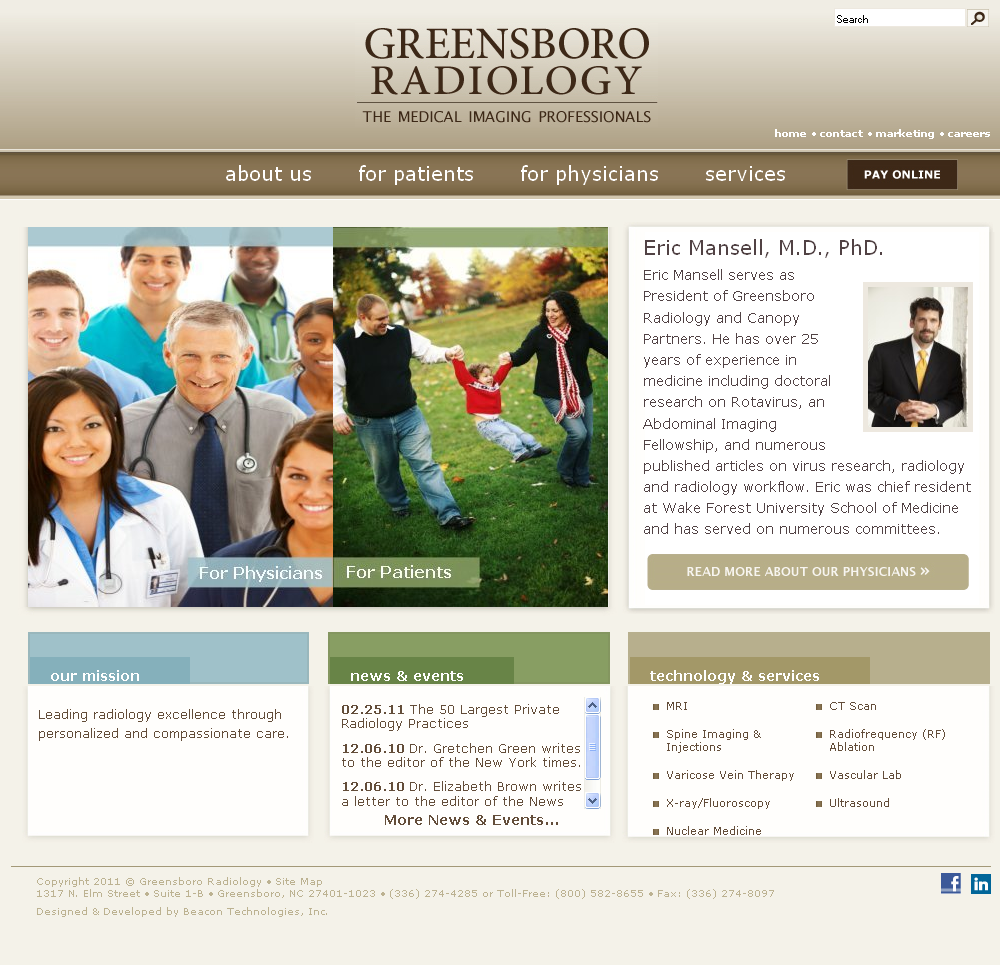 Search
GREENSBORO
RADIOLOGY
THE MEDICAL IMAGING PROFESSIONALS
home • contact • marketing • careers
about us for patients for physicians services PAY ONLINE
For Physicians
For Patients
Eric Mansell, M.D., PhD.
Eric Mansell serves as
President of Greensboro
Radiology and Canopy
Partners. He has over 25
years of experience in
medicine including doctoral
research on Rotavirus, an
Abdominal Imaging
Fellowship, and numerous
published articles on virus research, radiology
and radiology workflow. Eric was chief resident
at Wake Forest University School of Medicine
and has served on numerous committees.
READ MORE ABOUT OUR PHYSICIANS »
our mission
Leading radiology excellence through
personalized and compassionate care.
news & events
02.25.11 The 50 Largest Private
Radiology Practices
12.06.10 Dr. Gretchen Green writes
to the editor of the New York times.
12.06.10 Dr. Elizabeth Brown writes
a letter to the editor of the News
More News & Events...
technology & services
MRI
CT Scan
Spine Imaging &
Injections
Radiofrequency (RF)
Ablation
Varicose Vein Therapy
Vascular Lab
X-ray/Fluoroscopy
Ultrasound
Nuclear Medicine
Copyright 2011 © Greensboro Radiology • Site Map
1317 N. Elm Street • Suite 1-B • Greensboro, NC 27401-1023 • (336) 274-4285 or Toll-Free: (800) 582-8655 • Fax: (336) 274-8097
Designed & Developed by Beacon Technologies, Inc.
f
in